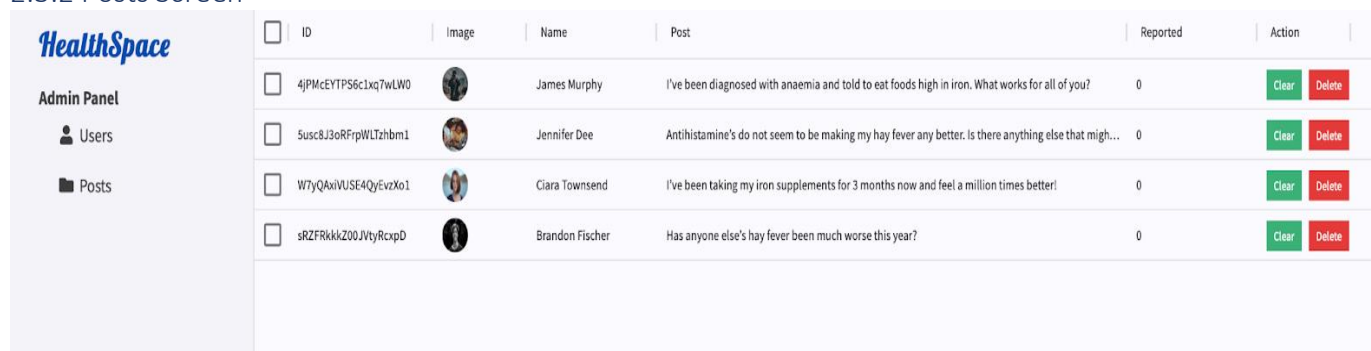 2.3.2 Posts Screen
HealthSpace
Admin Panel
Users
Posts
ID Image Name Post Reported Action
4jPMcEYTPS6c1xq7wLW0 James Murphy I've been diagnosed with anaemia and told to eat foods high in iron. What works for all of you? 0 Clear Delete
5usc8J3oRFrpWLTzhbm1 Jennifer Dee Antihistamine's do not seem to be making my hay fever any better. Is there anything else that migh... 0 Clear Delete
W7yQAxiVUSE4QyEvzXo1 Ciara Townsend I've been taking my iron supplements for 3 months now and feel a million times better! 0 Clear Delete
sRZFRkkkZ00JVtyRcxpD Brandon Fischer Has anyone else's hay fever been much worse this year? 0 Clear Delete